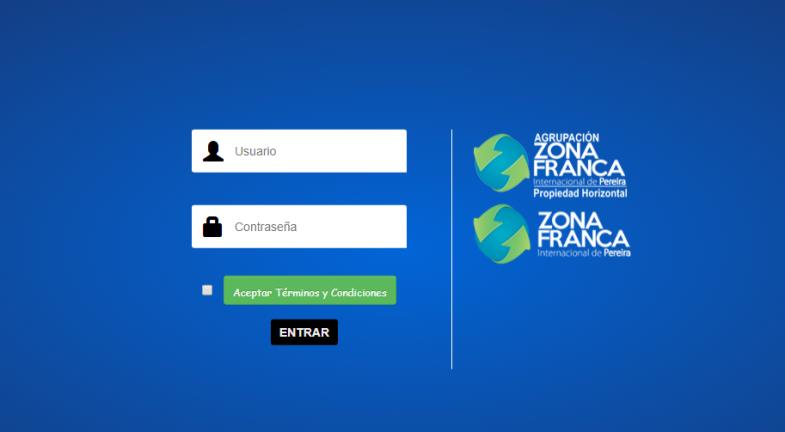 Usuario
Contraseña
Aceptar Términos y Condiciones
ENTRAR
AGRUPACIÓN
ZONA
FRANCA
Internacional de Pereira
Propiedad Horizontal
ZONA
FRANCA
Internacional de Pereira